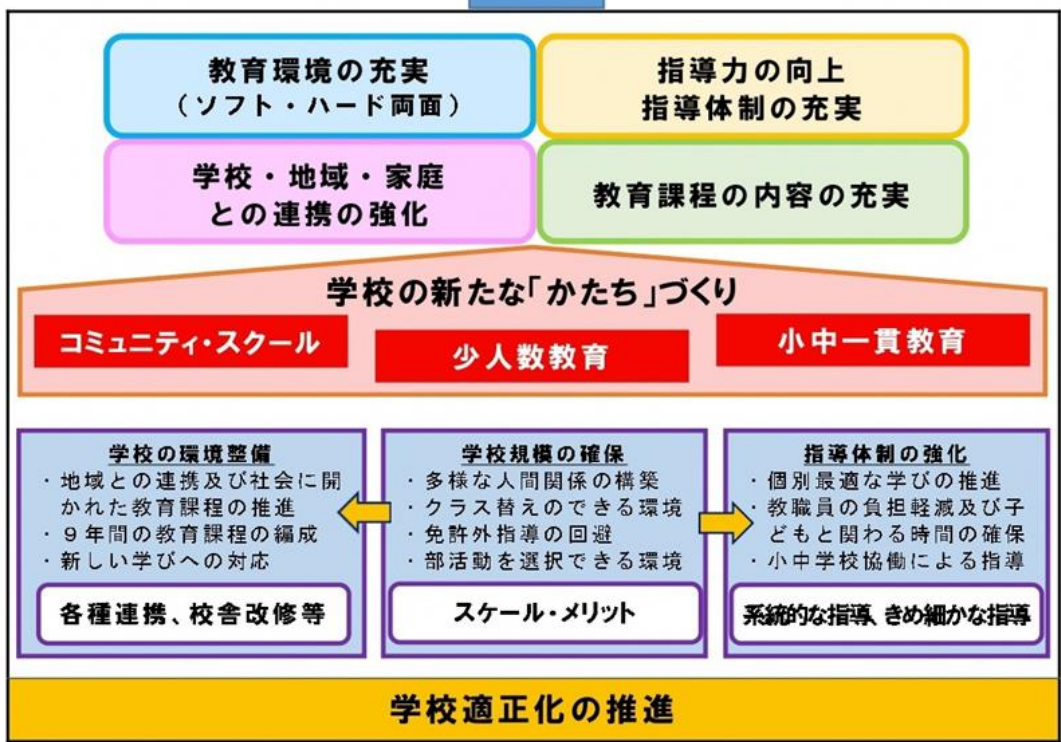 教育環境の充実
（ソフト・ハード両面）
指導力の向上
指導体制の充実
学校・地域・家庭
との連携の強化
教育課程の内容の充実
学校の新たな「かたち」づくり
コミュニティ・スクール
少人数教育
小中一貫教育
学校の環境整備
・地域との連携及び社会に開
かれた教育課程の推進
・９年間の教育課程の編成
・新しい学びへの対応
各種連携、校舎改修等
学校規模の確保
・多様な人間関係の構築
・クラス替えのできる環境
・免許外指導の回避
・部活動を選択できる環境
スケール・メリット
指導体制の強化
・個別最適な学びの推進
・教職員の負担軽減及び子
どもと関わる時間の確保
・小中学校協働による指導
系統的な指導、きめ細かな指導
学校適正化の推進